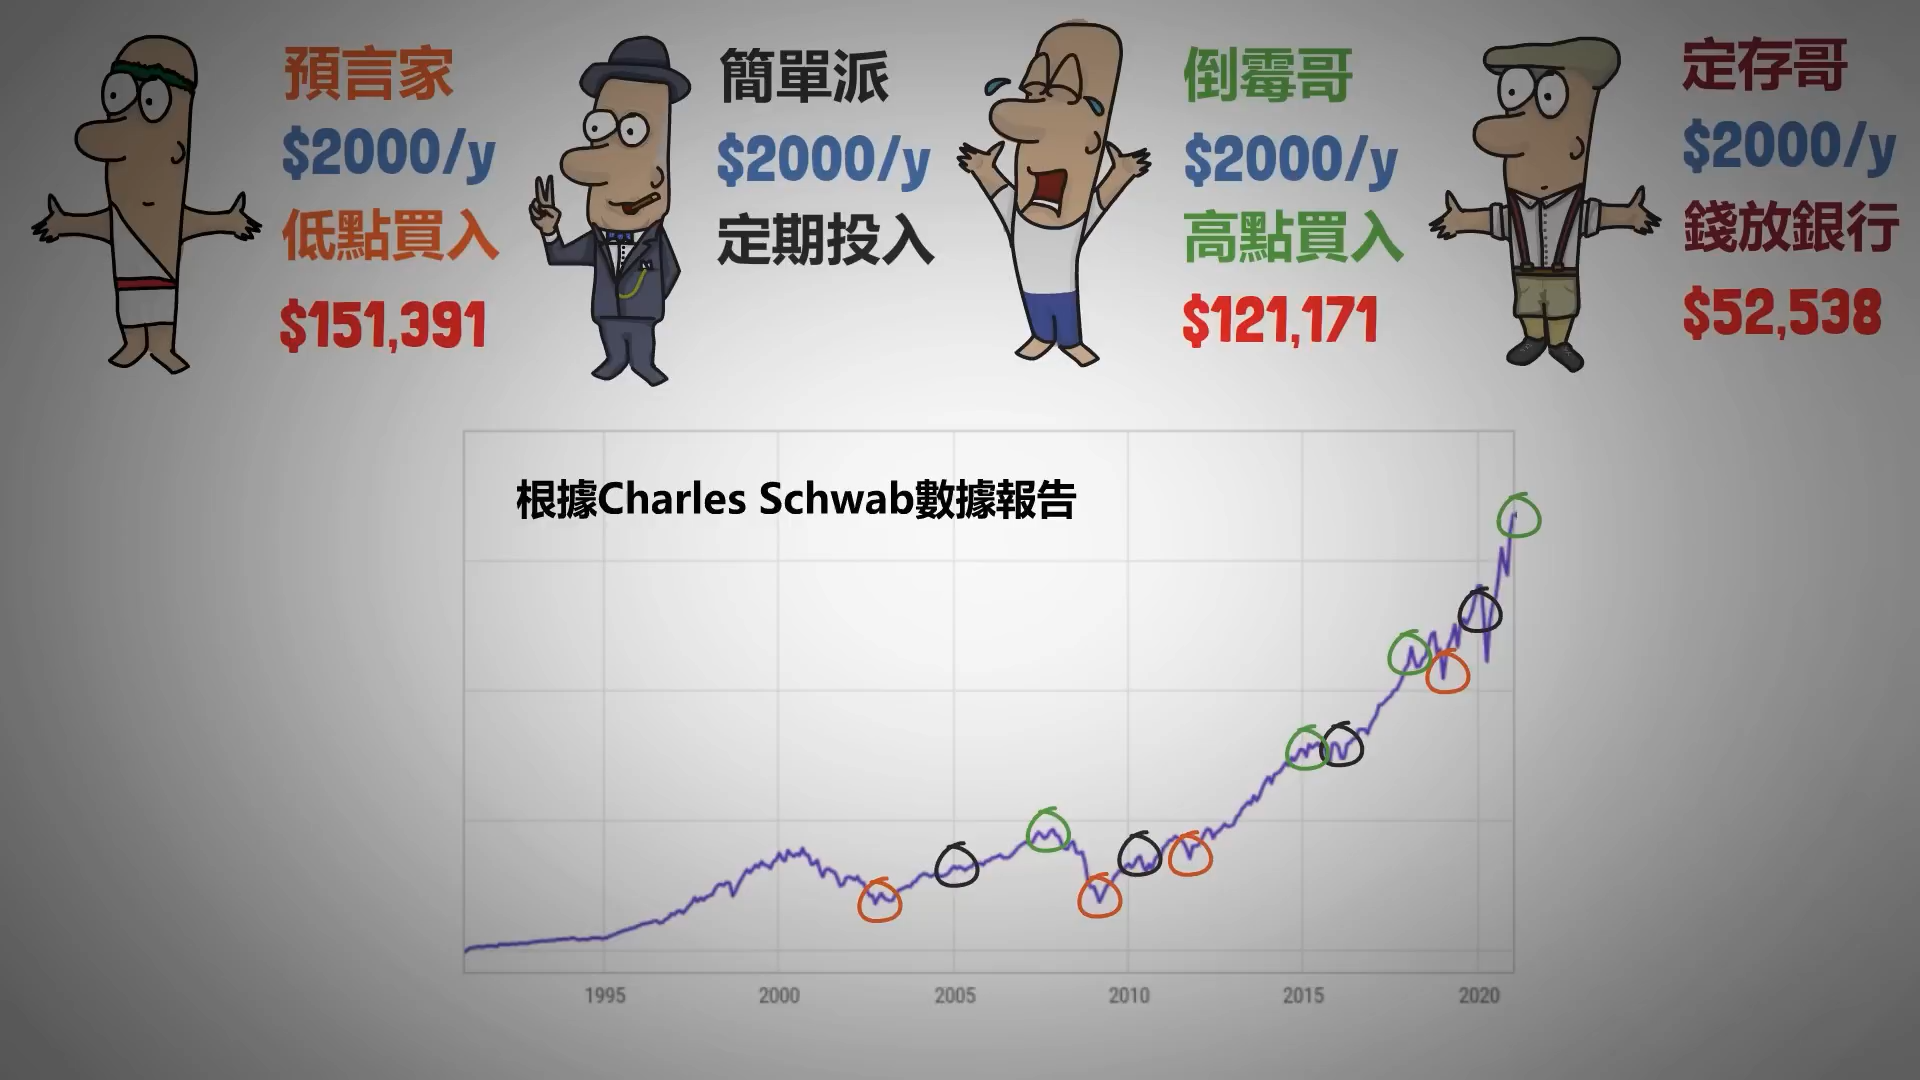 預言家
$2000/y
低點買入
$151,391
簡單派
$2000/y
定期投入
倒霉哥
$2000/y
高點買入
$121,171
定存哥
$2000/y
錢放銀行
$52,538
根據Charles Schwab數據報告
1995
2000
2005
2010
2015
2020